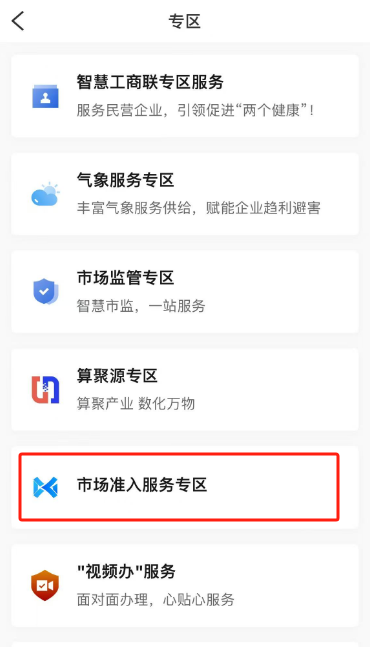 专区
智慧工商联专区服务
服务民营企业，引领促进“两个健康”！
气象服务专区
丰富气象服务供给，赋能企业趋利避害
市场监管专区
智慧市监，一站服务
算聚源专区
算聚产业 数化万物
市场准入服务专区
"视频办"服务
面对面办理，心贴心服务